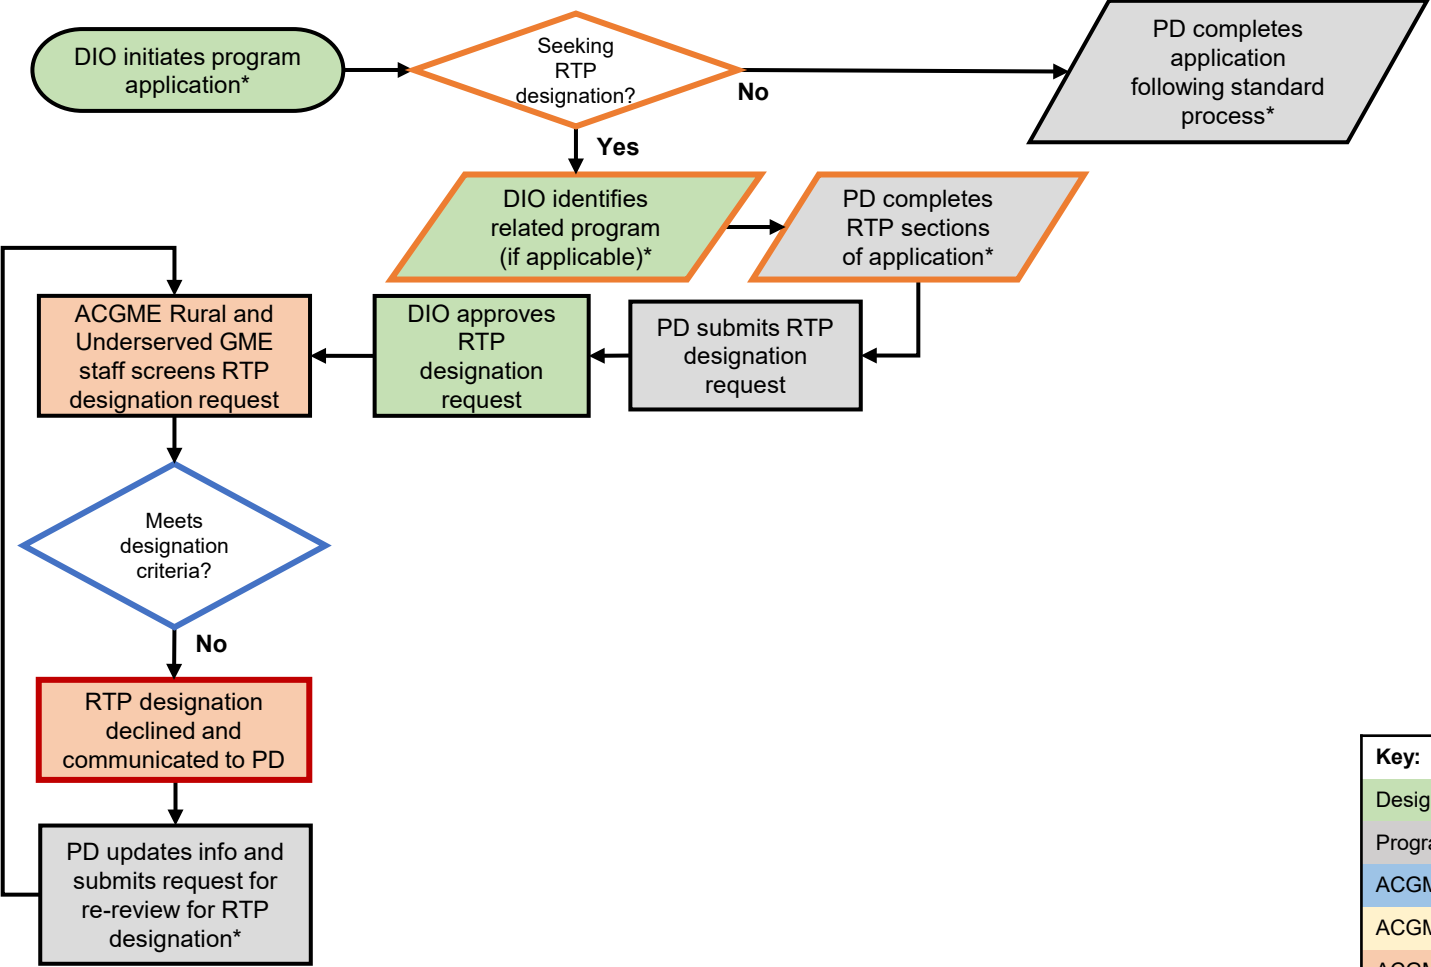 DIO initiates program
application*
Seeking
RTP
designation?
No
PD completes
application
following standard
process*
Yes
DIO identifies
related program
(if applicable)*
PD completes
RTP sections
of application*
ACGME Rural and
Underserved GME
staff screens RTP
designation request
DIO approves
RTP
designation
request
PD submits RTP
designation
request
Meets
designation
criteria?
No
RTP designation
declined and
communicated to PD
PD updates info and
submits request for
re-review for RTP
designation*
Key: